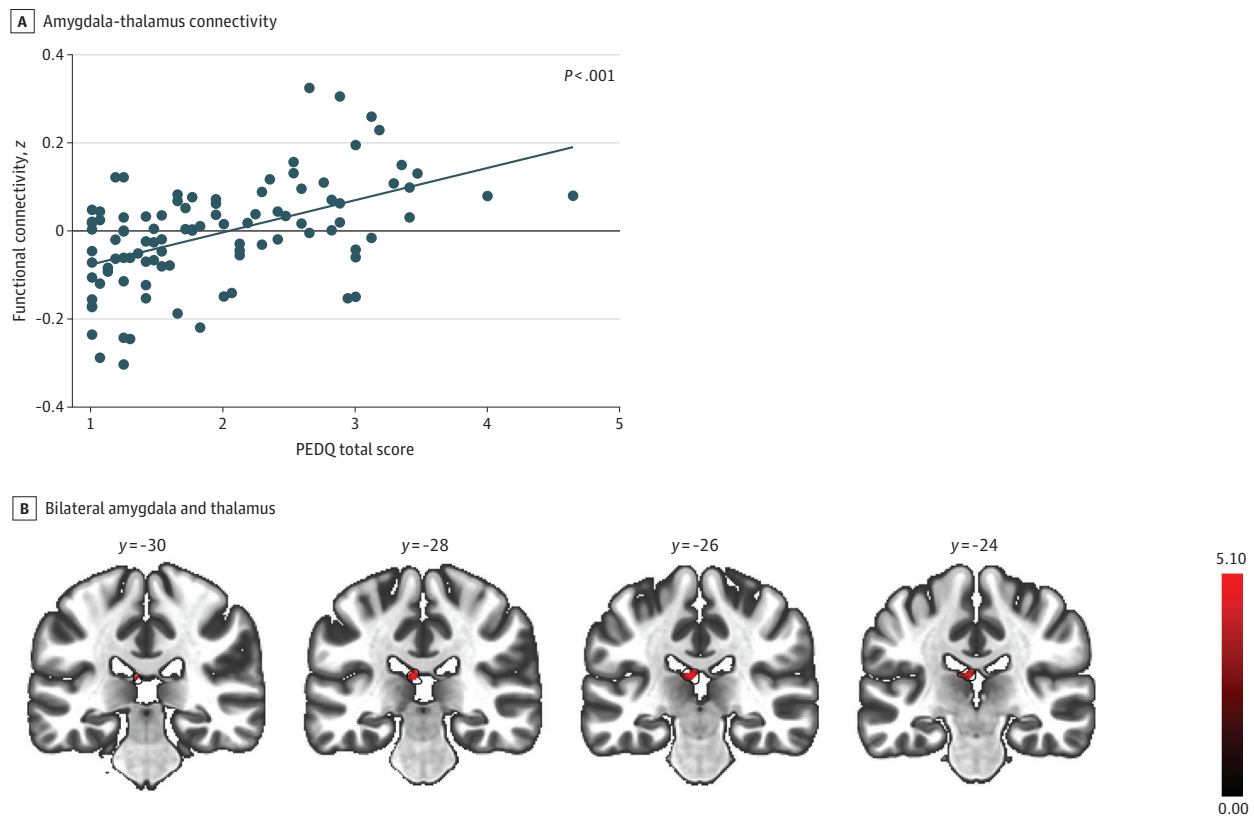 A Amygdala-thalamus connectivity
0.4
P < .001
0.2
0
-0.2
-0.4
Functional connectivity, z
1 2 3 4 5
PEDQ total score
B Bilateral amygdala and thalamus
y = -30 y = -28 y = -26 y = -24
5.10
0.00